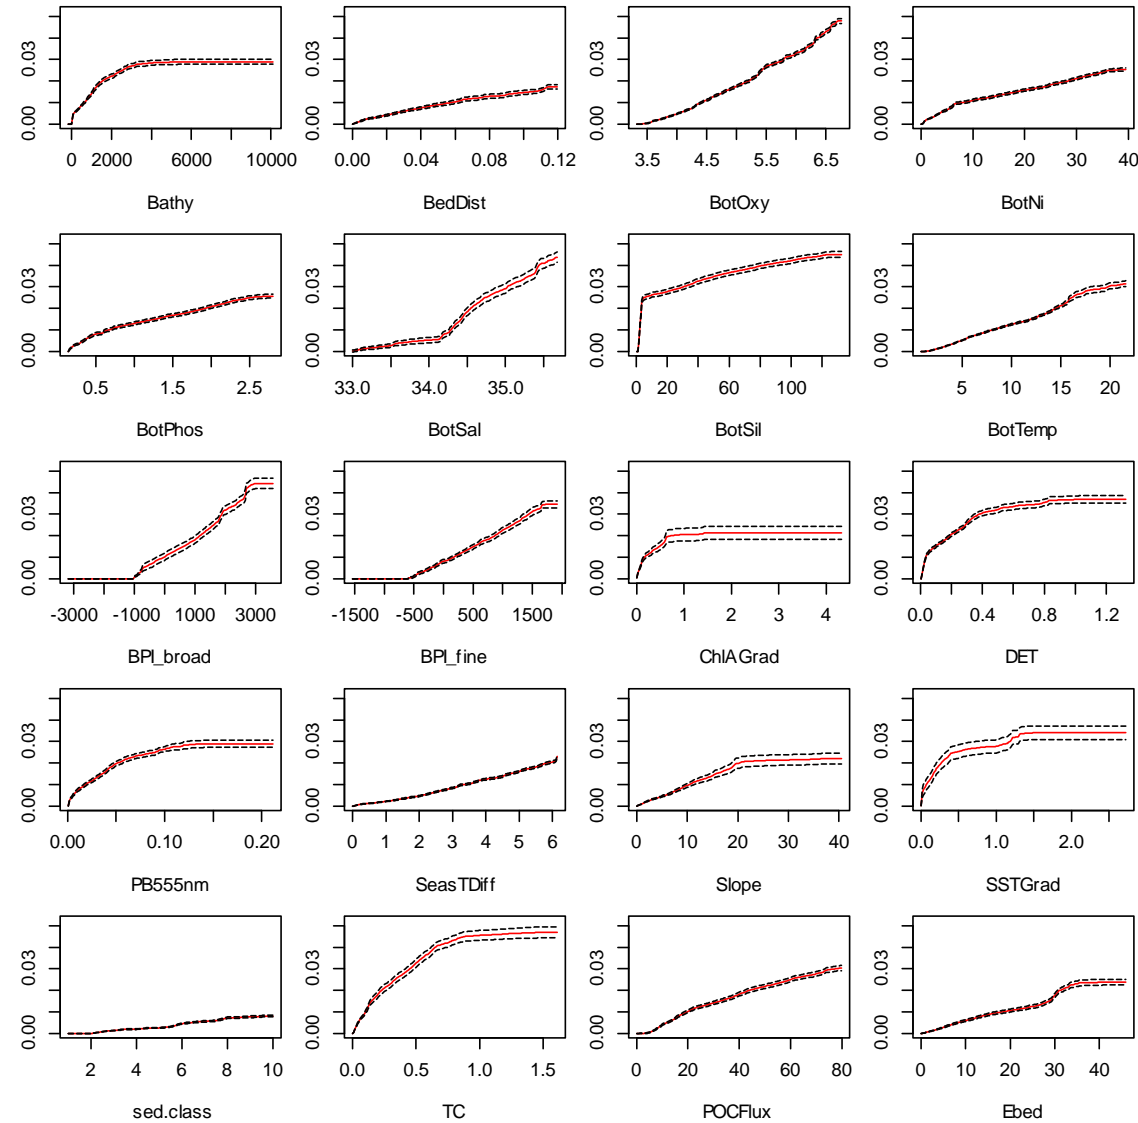 0.00 0.03
0 2000 6000 10000
Bathy
0.00 0.03
0.00 0.04 0.08 0.12
BedDist
0.00 0.03
3.5 4.5 5.5 6.5
BotOxy
0.00 0.03
0 10 20 30 40
BotNi
0.00 0.03
0.5 1.5 2.5
BotPhos
0.00 0.03
33.0 34.0 35.0
BotSal
0.00 0.03
0 20 60 100
BotSil
0.00 0.03
5 10 15 20
BotTemp
0.00 0.03
-3000 -1000 1000 3000
BPI_broad
0.00 0.03
-1500 -500 500 1500
BPI_fine
0.00 0.03
0 1 2 3 4
ChlAGrad
0.00 0.03
0.0 0.4 0.8 1.2
DET
0.00 0.03
0.00 0.10 0.20
PB555nm
0.00 0.03
0 1 2 3 4 5 6
SeasTDiff
0.00 0.03
0 10 20 30 40
Slope
0.00 0.03
0.0 1.0 2.0
SSTGrad
0.00 0.03
2 4 6 8 10
sed.class
0.00 0.03
0.0 0.5 1.0 1.5
TC
0.00 0.03
0 20 40 60 80
POCFlux
0.00 0.03
0 10 20 30 40
Ebed